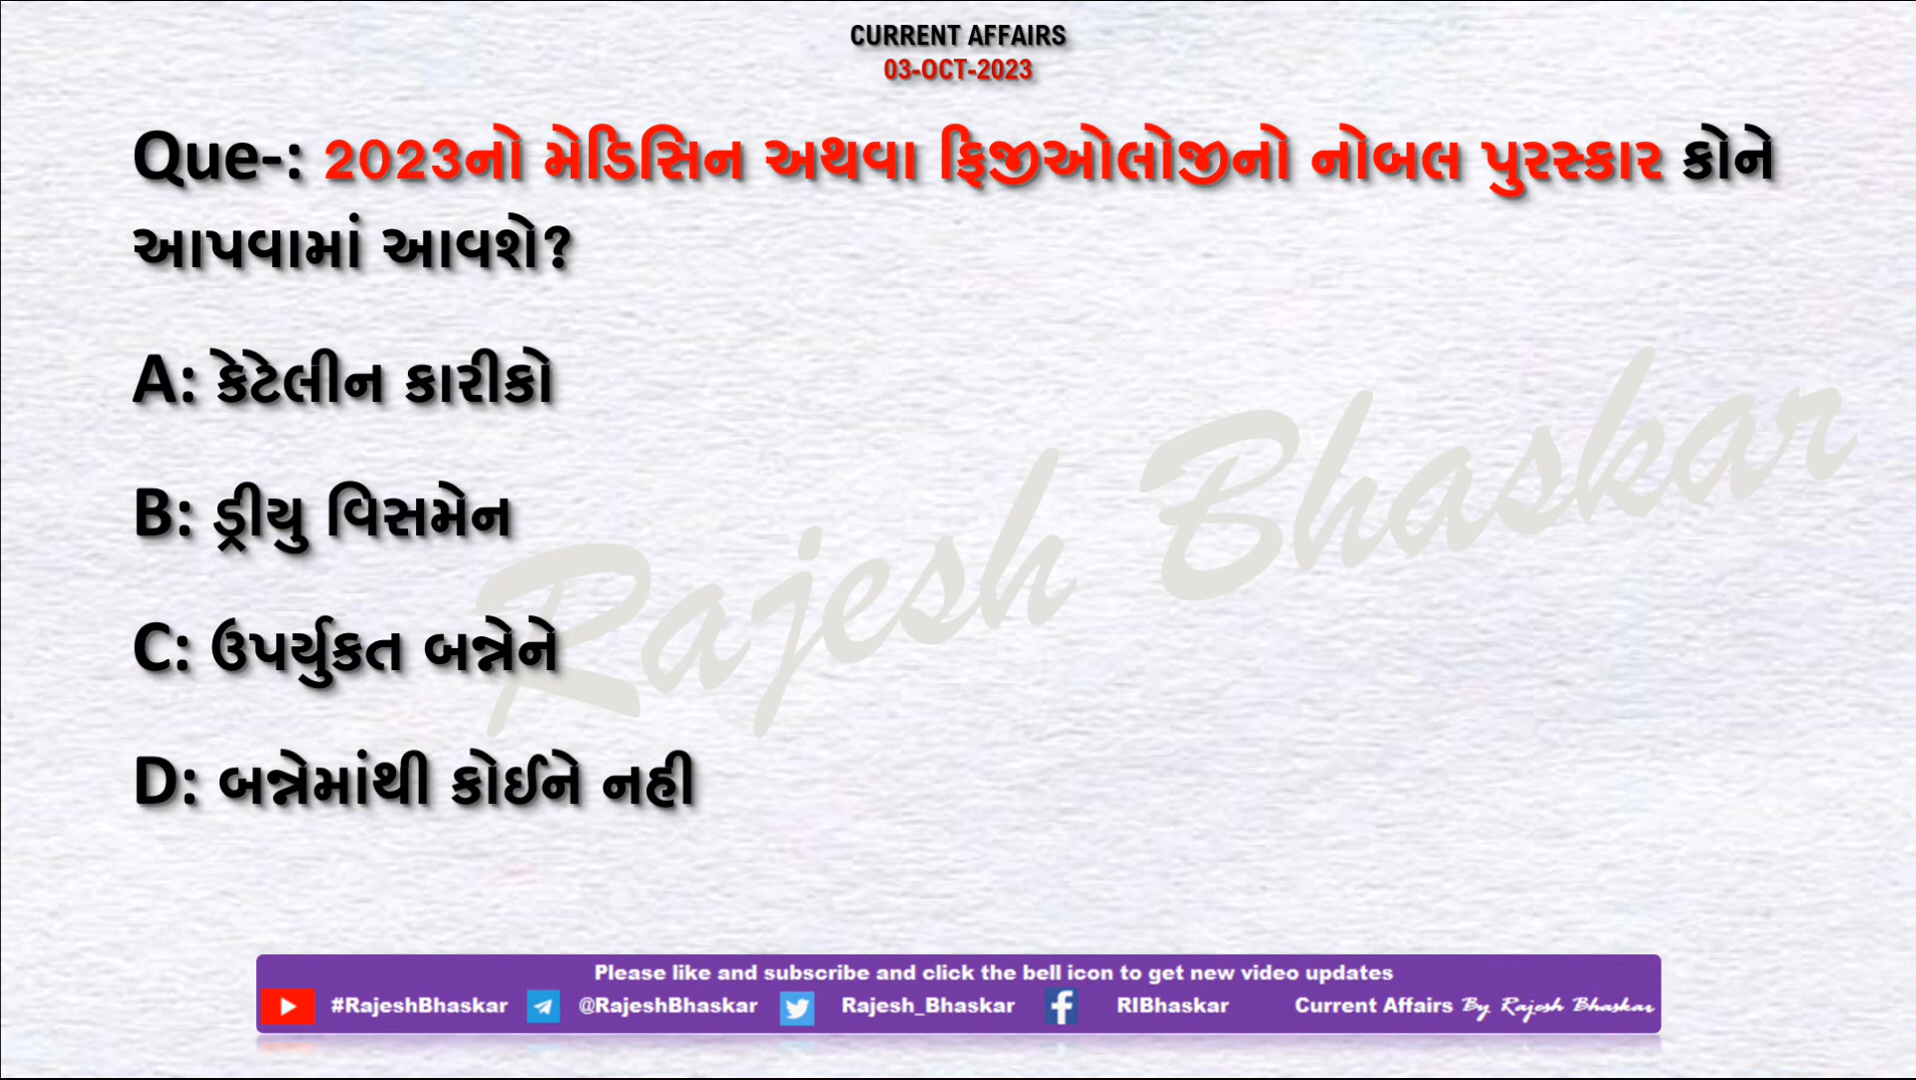 CURRENT AFFAIRS
03-OCT-2023
Que-: 2023નો મેડિસિન અથવા ફિજીઓલોજીનો નોબલ પુરસ્કાર કોને
આપવામાં આવશે?
A: કેટેલીન કારીકો
B: ડ્રીયુ વિસમેન
C: ઉપર્યુકત બન્નેને
D: બન્નેમાંથી કોઈને નહી
Rajesh Bhaskar
Please like and subscribe and click the bell icon to get new video updates
#RajeshBhaskar @RajeshBhaskar Rajesh_Bhaskar RIBhaskar Current Affairs By Rajesh Bhaskar